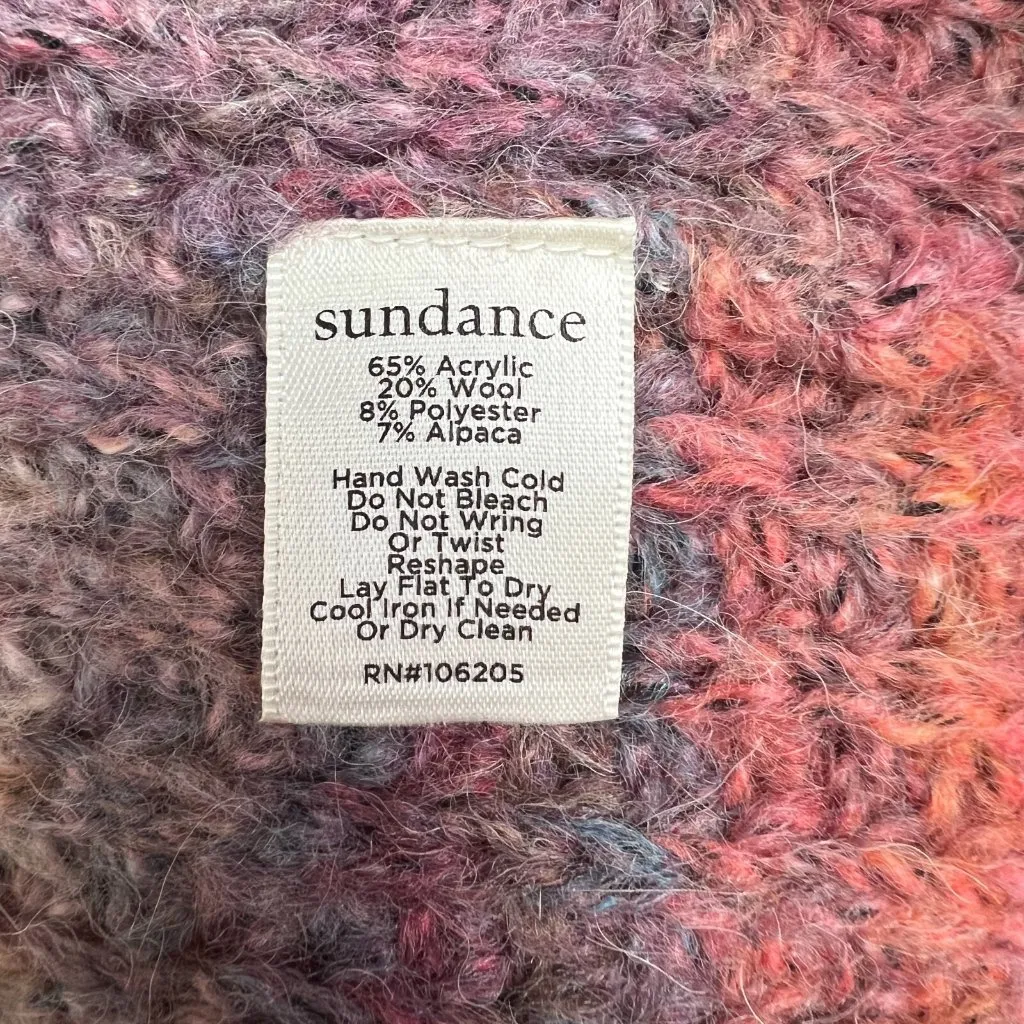 sundance
65% Acrylic
20% Wool
8% Polyester
7% Alpaca
Hand Wash Cold
Do Not Bleach
Do Not Wring
Or Twist
Reshape
Lay Flat To Dry
Cool Iron If Needed
Or Dry Clean
RN#106205